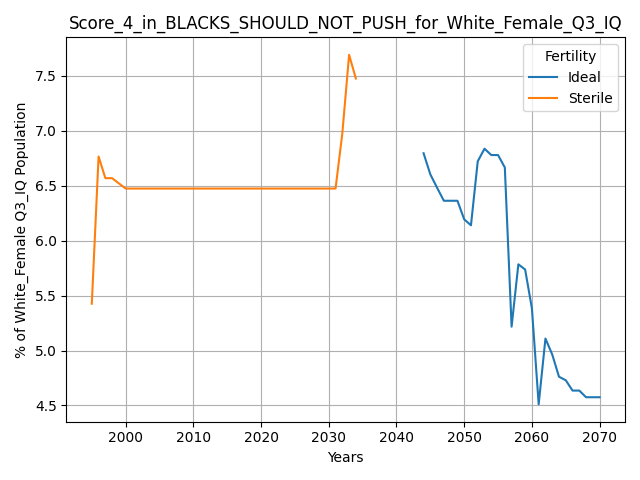 Score_4_in_BLACKS_SHOULD_NOT_PUSH_for_White_Female_Q3_IQ
Fertility
Ideal
Sterile
% of White_Female Q3_IQ Population
7.5
7.0
6.5
6.0
5.5
5.0
4.5
2000 2010 2020 2030 2040 2050 2060 2070
Years